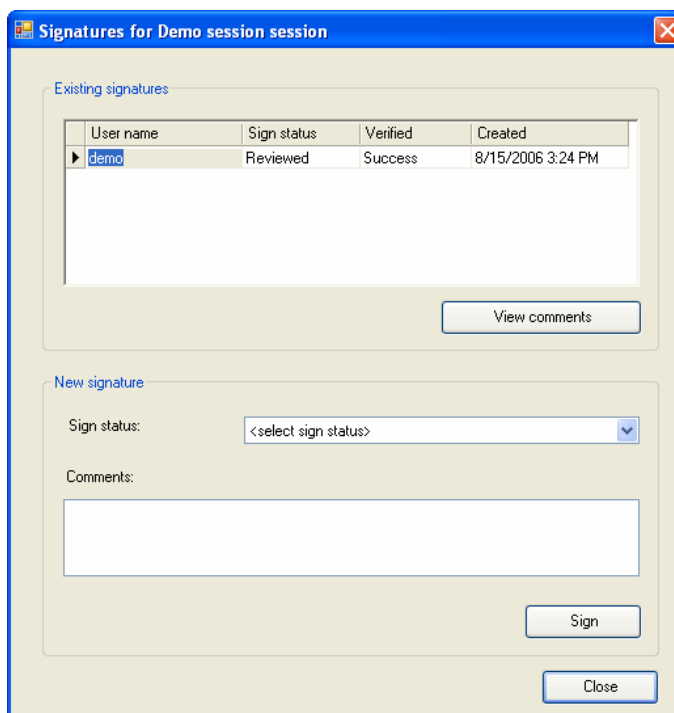 Signatures for Demo session session
Existing signatures
User name Sign status Verified Created
demo Reviewed Success 8/15/2006 3:24 PM
View comments
New signature
Sign status: <select sign status>
Comments:
Sign
Close